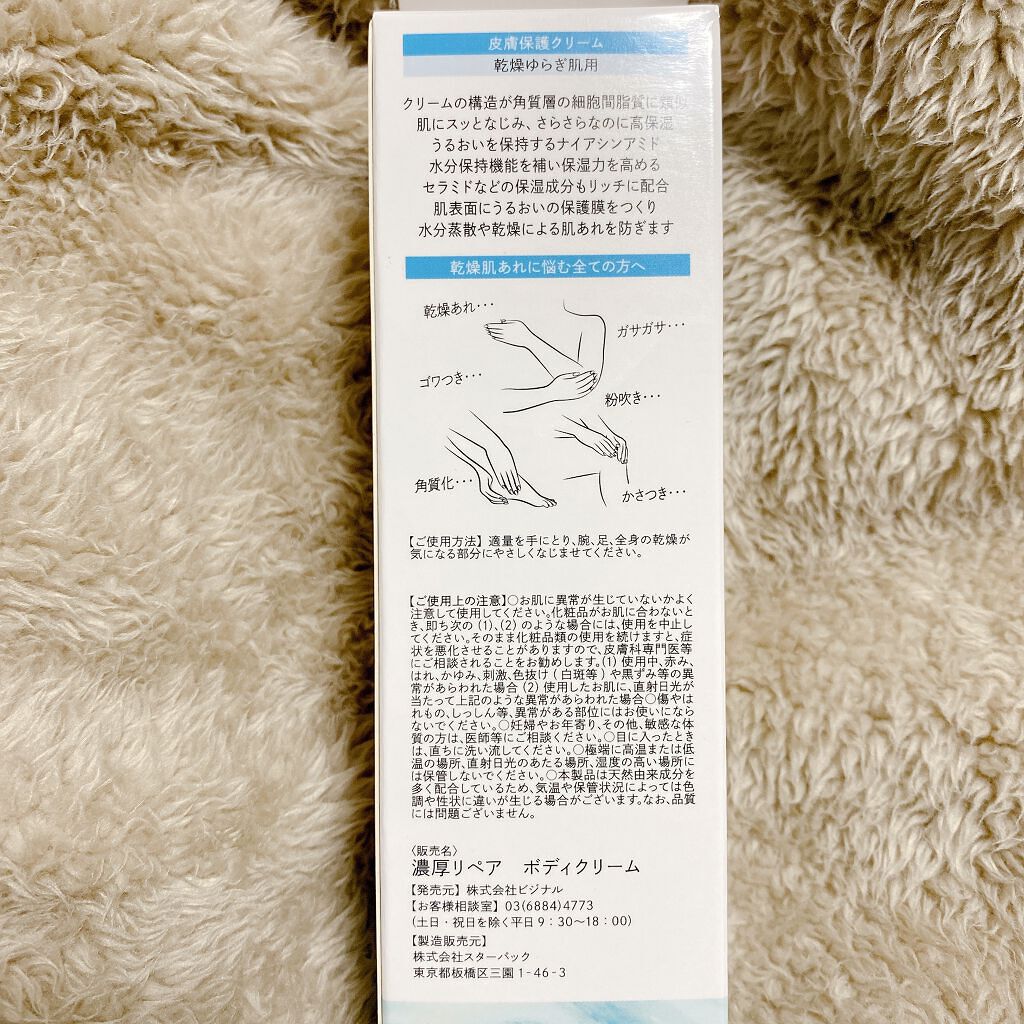 皮膚保護クリーム
乾燥ゆらぎ肌用
クリームの構造が角質層の細胞間脂質に類似
肌にスッとなじみ、さらさらなのに高保湿
うるおいを保持するナイアシンアミド
水分保持機能を補い保湿力を高める
セラミドなどの保湿成分もリッチに配合
肌表面にうるおいの保護膜をつくり
水分蒸散や乾燥による肌あれを防ぎます
乾燥肌あれに悩む全ての方へ
乾燥あれ・・・
ガサガサ・・・
ゴワつき・・・
粉吹き・・・
角質化・・・
かさつき・・・
【ご使用方法】適量を手にとり、腕、足、全身の乾燥が
気になる部分にやさしくなじませてください。
【ご使用上の注意】○お肌に異常が生じていないかよく
注意して使用してください。化粧品がお肌に合わないと
き、即ち次の(1)、(2)のような場合には、使用を中止し
てください。そのまま化粧品類の使用を続けますと、症
状を悪化させることがありますので、皮膚科専門医等
にご相談されることをお勧めします。(1)使用中、赤み、
はれ、かゆみ、刺激、色抜け(白斑等)や黒ずみ等の異
常があらわれた場合(2)使用したお肌に、直射日光が
当たって上記のような異常があらわれた場合○傷やは
れもの、しっしん等、異常がある部位にはお使いになら
ないでください。○妊婦やお年寄り、その他、敏感な体
質の方は、医師等にご相談ください。○目に入ったとき
は、直ちに洗い流してください。○極端に高温または低
温の場所、直射日光のあたる場所、湿度の高い場所に
は保管しないでください。○本製品は天然由来成分を
多く配合しているため、気温や保管状況によっては色
調や性状に違いが生じる場合がございます。なお、品質
には問題ございません。
〈販売名〉
濃厚リペア　ボディクリーム
【発売元】株式会社ビジナル
【お客様相談室】03(6884)4773
(土日・祝日を除く平日9:30～18:00)
【製造販売元】
株式会社スターパック
東京都板橋区三園1-46-3